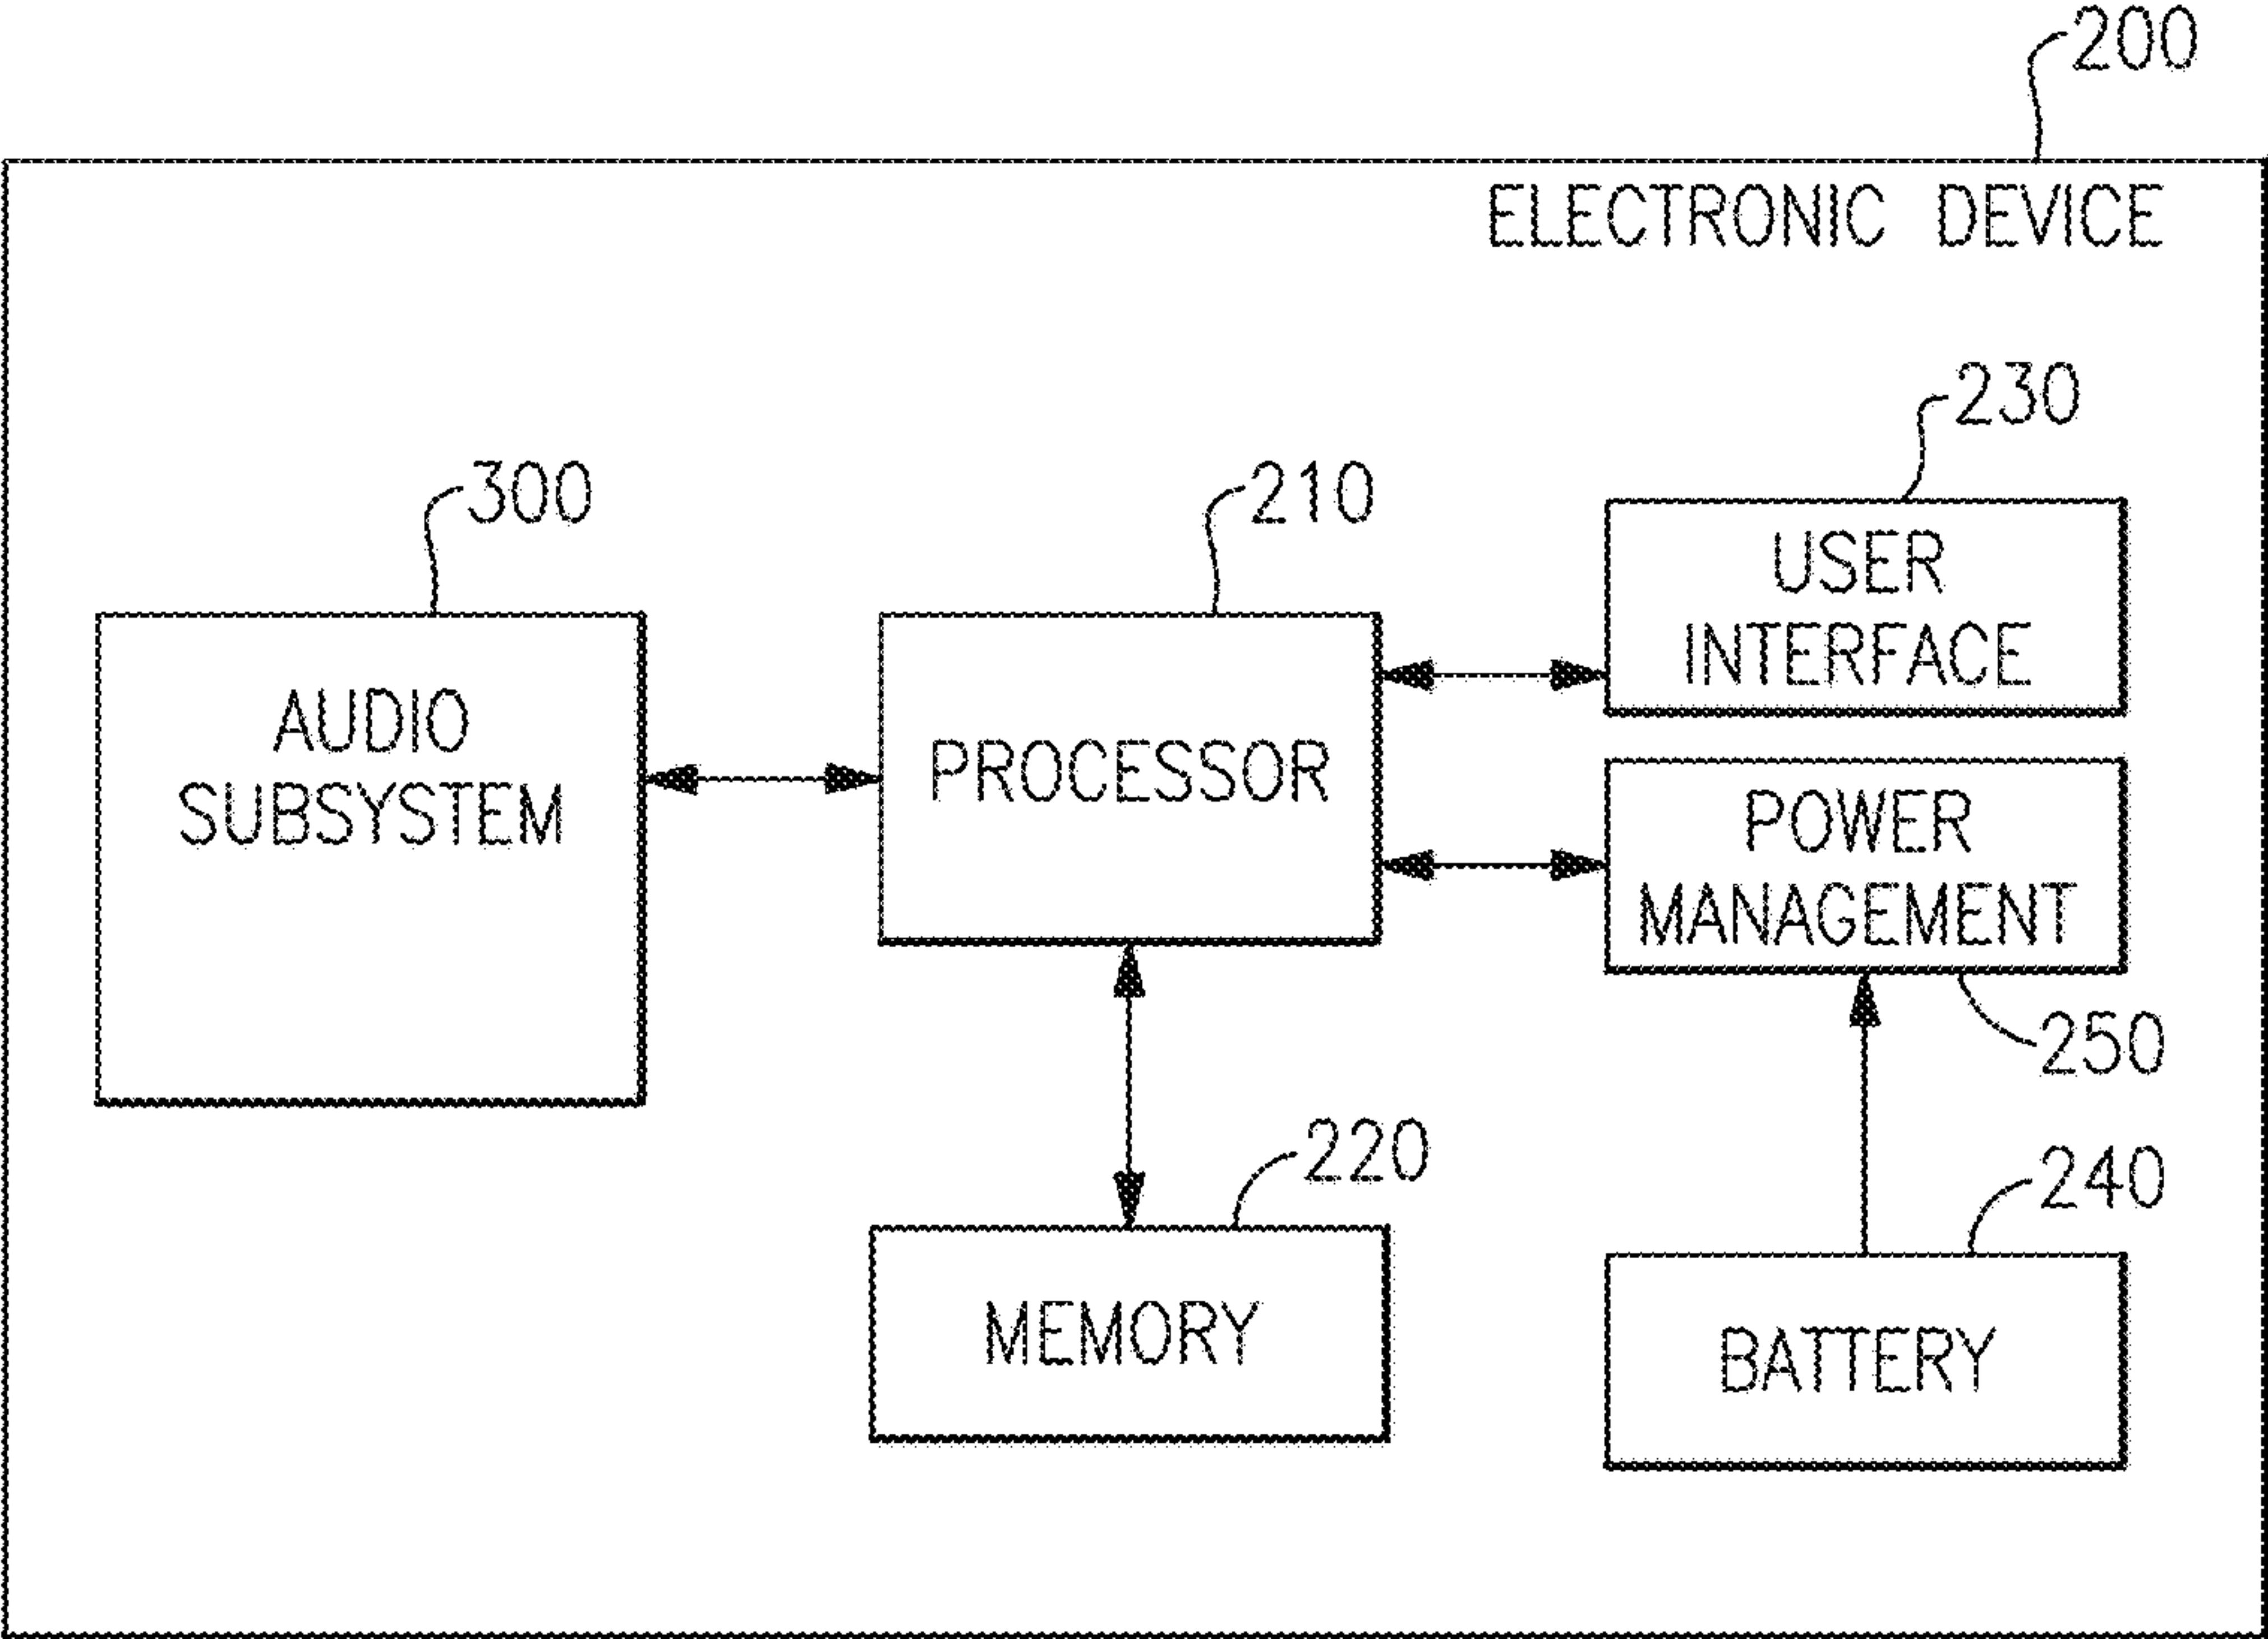 200
ELECTRONIC DEVICE
230
300
210
USER
INTERFACE
AUDIO
SUBSYSTEM
PROCESSOR
POWER
MANAGEMENT
250
220
240
MEMORY
BATTERY